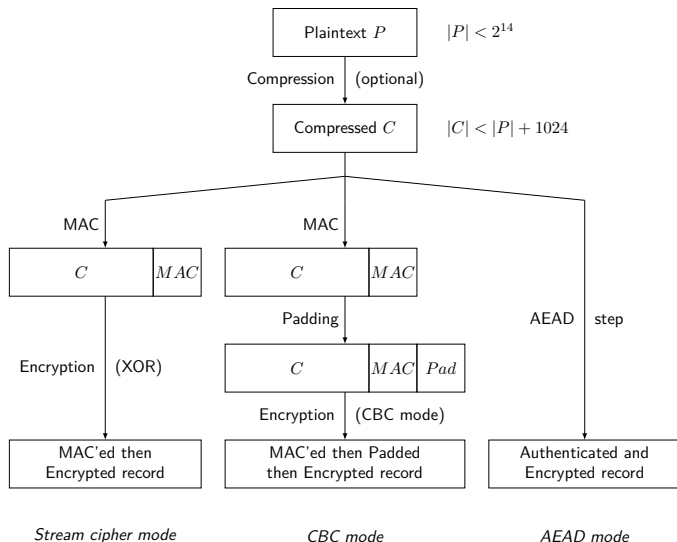 Plaintext P |P| < 2^14
Compression (optional)
Compressed C |C| < |P| + 1024
MAC MAC
C MAC C MAC
Padding AEAD step
Encryption (XOR) C MAC Pad
Encryption (CBC mode)
MAC'ed then MAC'ed then Padded Authenticated and
Encrypted record then Encrypted record Encrypted record
Stream cipher mode CBC mode AEAD mode